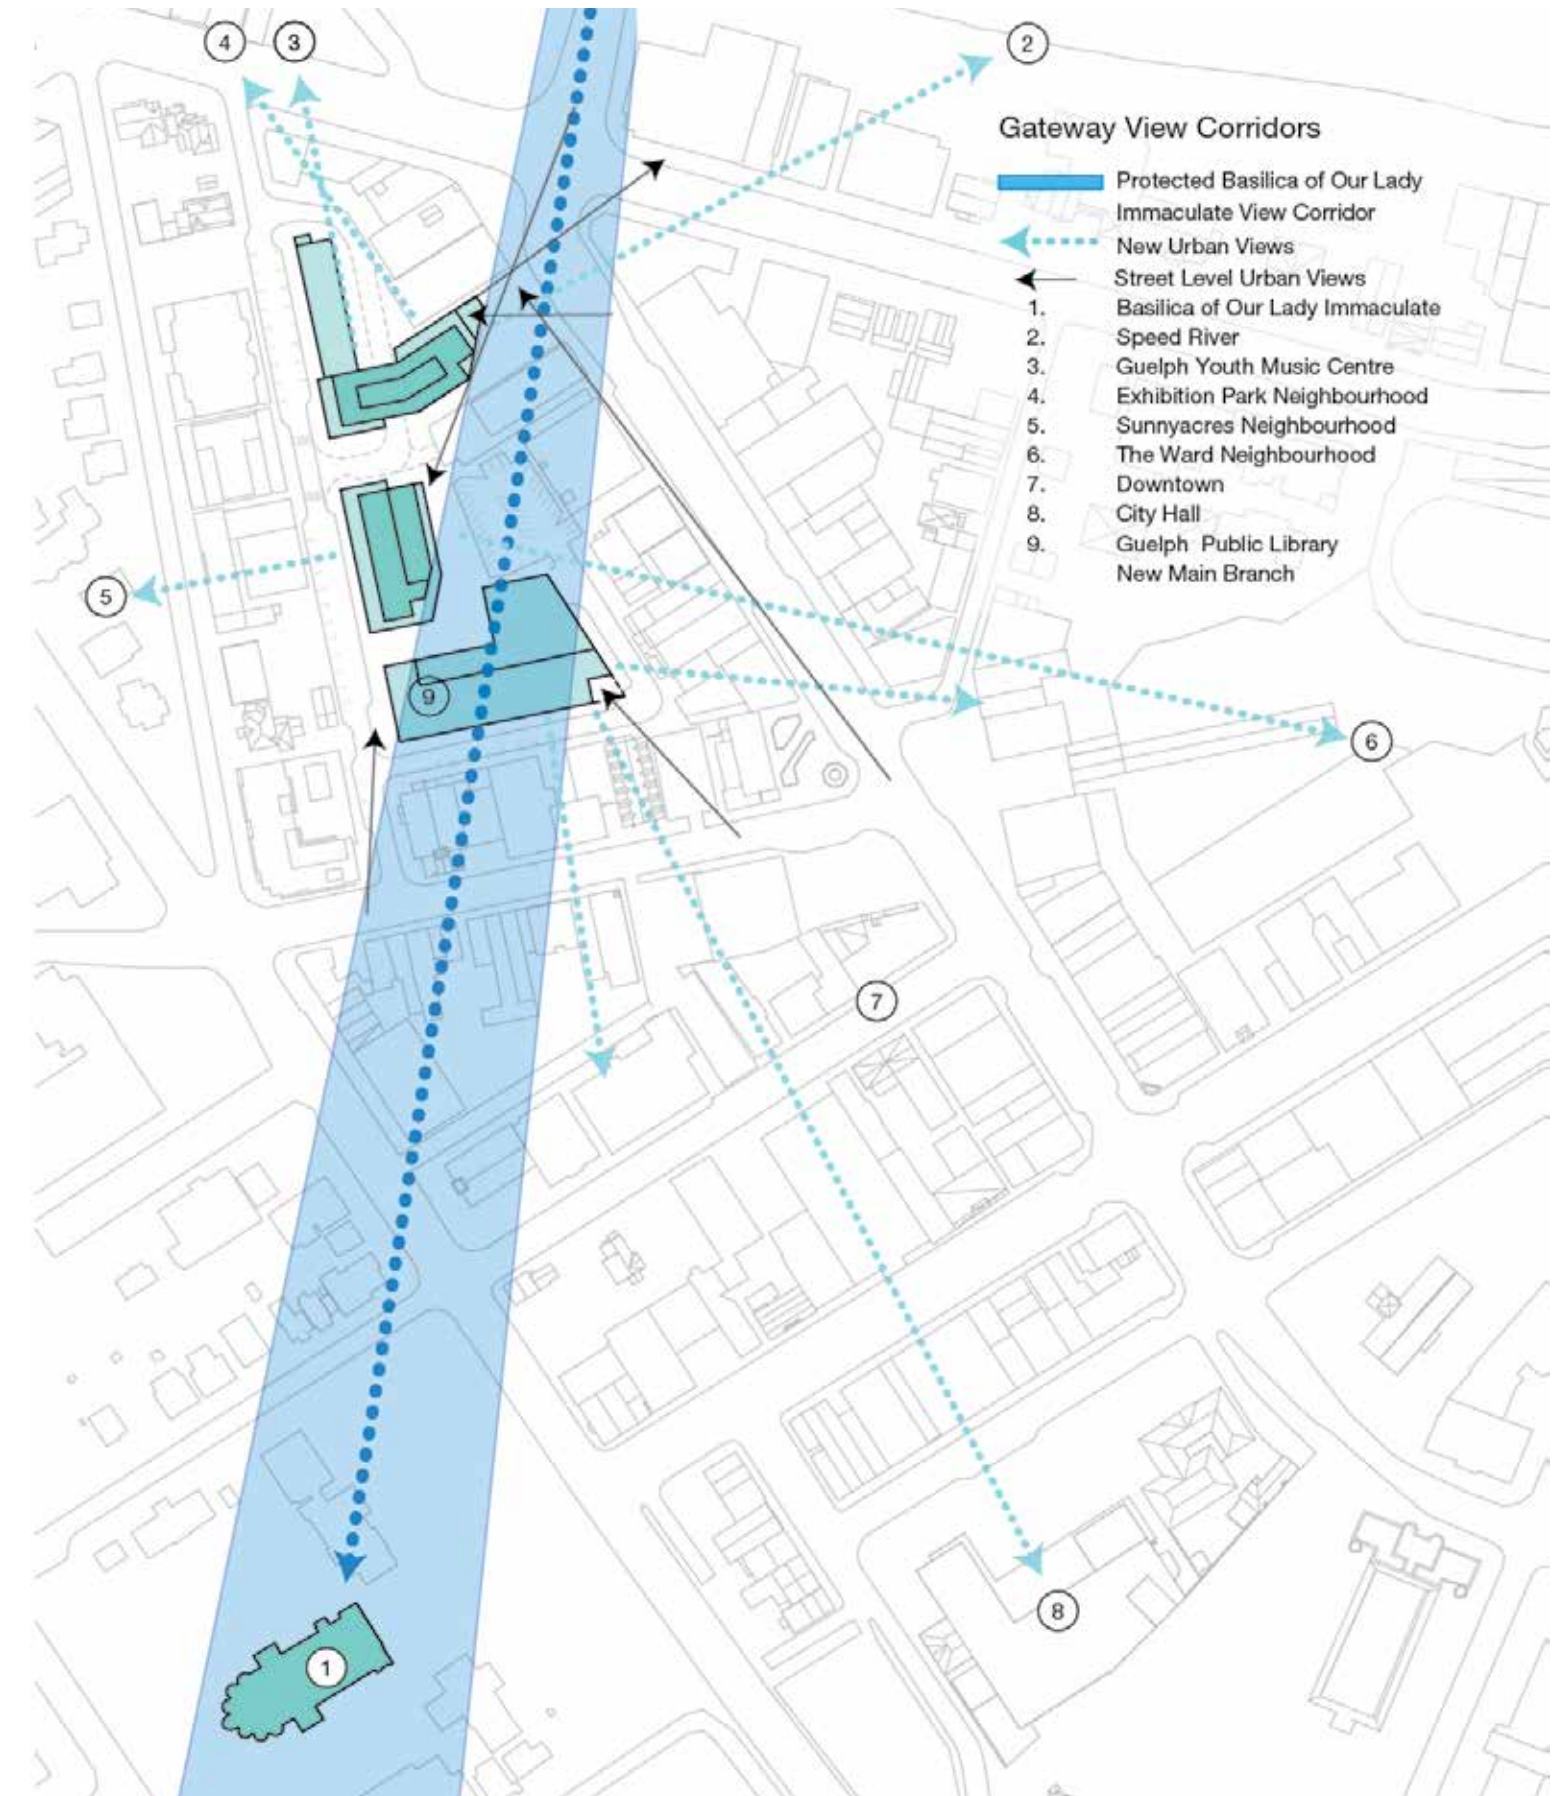 4
3
2
Gateway View Corridors
Protected Basilica of Our Lady
Immaculate View Corridor
New Urban Views
Street Level Urban Views
1. Basilica of Our Lady Immaculate
2. Speed River
3. Guelph Youth Music Centre
4. Exhibition Park Neighbourhood
5. Sunnyacres Neighbourhood
6. The Ward Neighbourhood
7. Downtown
8. City Hall
9. Guelph Public Library
New Main Branch
5
9
6
7
8
1